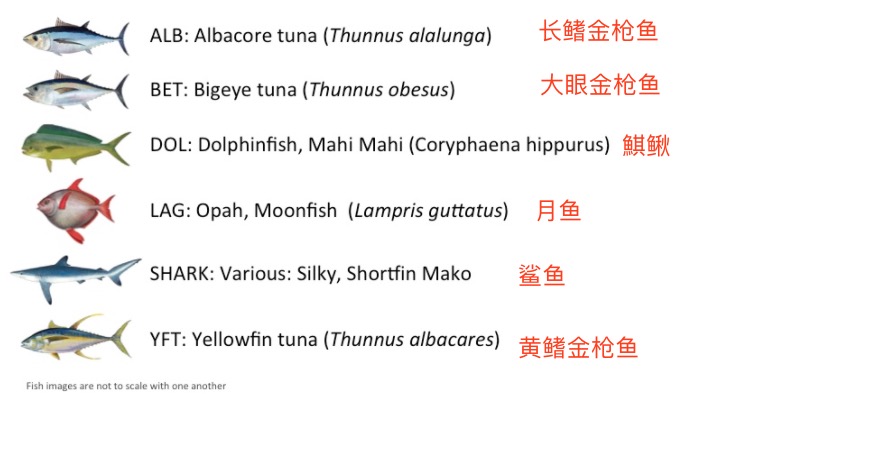 ALB: Albacore tuna (Thunnus alalunga) 长鳍金枪鱼
BET: Bigeye tuna (Thunnus obesus) 大眼金枪鱼
DOL: Dolphinfish, Mahi Mahi (Coryphaena hippurus) 鯕鳅
LAG: Opah, Moonfish (Lampris guttatus) 月鱼
SHARK: Various: Silky, Shortfin Mako 鲨鱼
YFT: Yellowfin tuna (Thunnus albacares) 黄鳍金枪鱼
Fish images are not to scale with one another